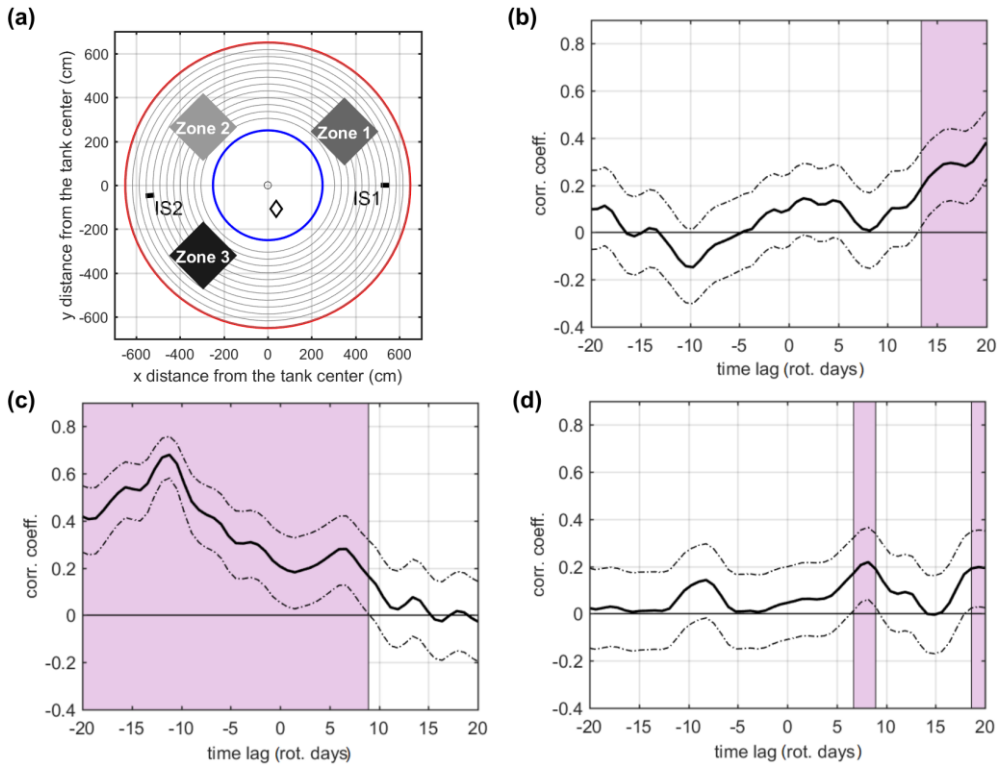 (a)
y distance from the tank center (cm)
600
400
200
0
-200
-400
-600
Zone 2
Zone 1
IS2
IS1
Zone 3
-600 -400 -200 0 200 400 600
x distance from the tank center (cm)
(b)
corr. coeff.
0.8
0.6
0.4
0.2
0
-0.2
-0.4
-20 -15 -10 -5 0 5 10 15 20
time lag (rot. days)
(c)
corr. coeff.
0.8
0.6
0.4
0.2
0
-0.2
-0.4
-20 -15 -10 -5 0 5 10 15 20
time lag (rot. days)
(d)
corr. coeff.
0.8
0.6
0.4
0.2
0
-0.2
-0.4
-20 -15 -10 -5 0 5 10 15 20
time lag (rot. days)